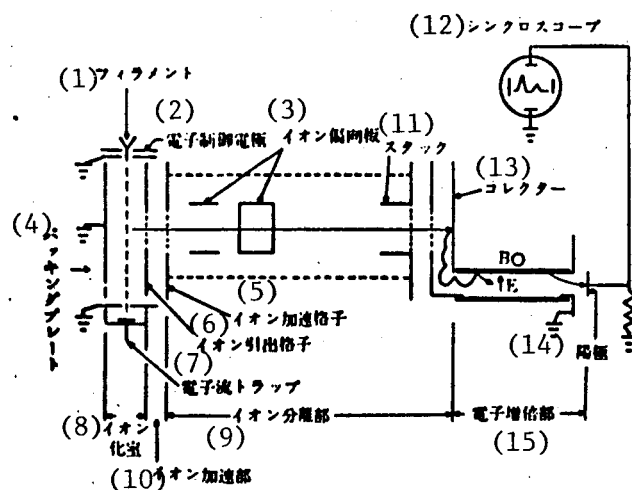 (12) シンクロスコープ
(1) フィラメント
(2)
電子制御電極
(3)
イオン偏向板
(11)
スタック
(13)
コレクター
(4)
バッキングプレート
BO
↑E
(5)
イオン加速格子
(6)
イオン引出格子
(7)
電子流トラップ
(14)
陽極
(8) イオン
化室
イオン分離部
(9)
電子増倍部
(15)
(10) イオン加速部